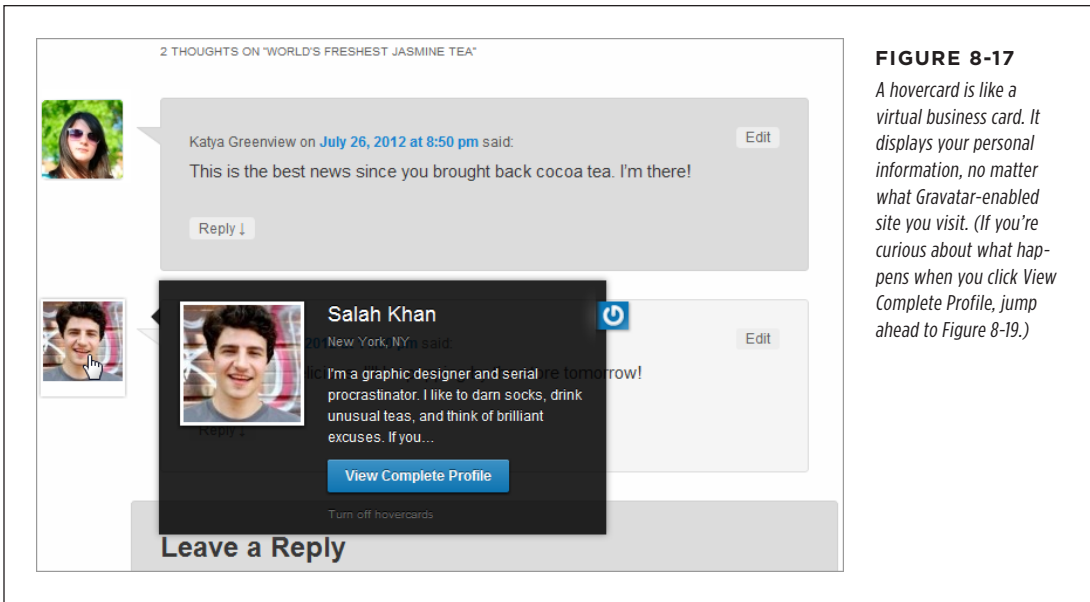 2 THOUGHTS ON "WORLD'S FRESHEST JASMINE TEA"
Katya Greenview on July 26, 2012 at 8:50 pm said:
Edit
This is the best news since you brought back cocoa tea. I'm there!
Reply ↓
Salah Khan
New York, NY
said:
Edit
tomorrow!
I'm a graphic designer and serial
procrastinator. I like to darn socks, drink
unusual teas, and think of brilliant
excuses. If you…
Reply ↓
View Complete Profile
Turn off hovercards
Leave a Reply
FIGURE 8-17
A hovercard is like a
virtual business card. It
displays your personal
information, no matter
what Gravatar-enabled
site you visit. (If you're
curious about what hap-
pens when you click View
Complete Profile, jump
ahead to Figure 8-19.)